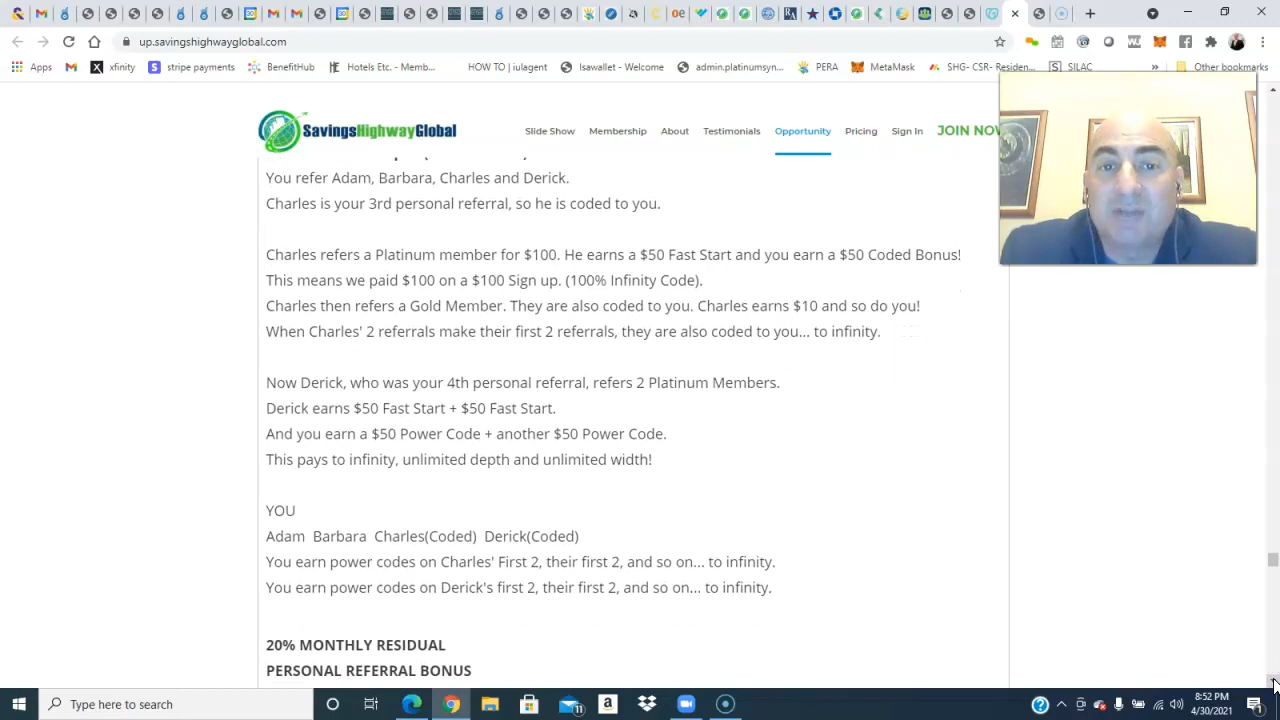 up.savingshighwayglobal.com
Apps xfinity stripe payments BenefitHub Hotels Etc. - Memb... HOW TO | iulagent Isawallet - Welcome admin.platinumsyn... PERA MetaMask SHG- CSR- Residen... SILAC » Other bookmarks
SavingsHighwayGlobal Slide Show Membership About Testimonials Opportunity Pricing Sign In JOIN NOW
You refer Adam, Barbara, Charles and Derick.
Charles is your 3rd personal referral, so he is coded to you.
Charles refers a Platinum member for $100. He earns a $50 Fast Start and you earn a $50 Coded Bonus!
This means we paid $100 on a $100 Sign up. (100% Infinity Code).
Charles then refers a Gold Member. They are also coded to you. Charles earns $10 and so do you!
When Charles' 2 referrals make their first 2 referrals, they are also coded to you... to infinity.
Now Derick, who was your 4th personal referral, refers 2 Platinum Members.
Derick earns $50 Fast Start + $50 Fast Start.
And you earn a $50 Power Code + another $50 Power Code.
This pays to infinity, unlimited depth and unlimited width!
YOU
Adam Barbara Charles(Coded) Derick(Coded)
You earn power codes on Charles' First 2, their first 2, and so on... to infinity.
You earn power codes on Derick's first 2, their first 2, and so on... to infinity.
20% MONTHLY RESIDUAL
PERSONAL REFERRAL BONUS
Type here to search
11
8:52 PM
4/30/2021